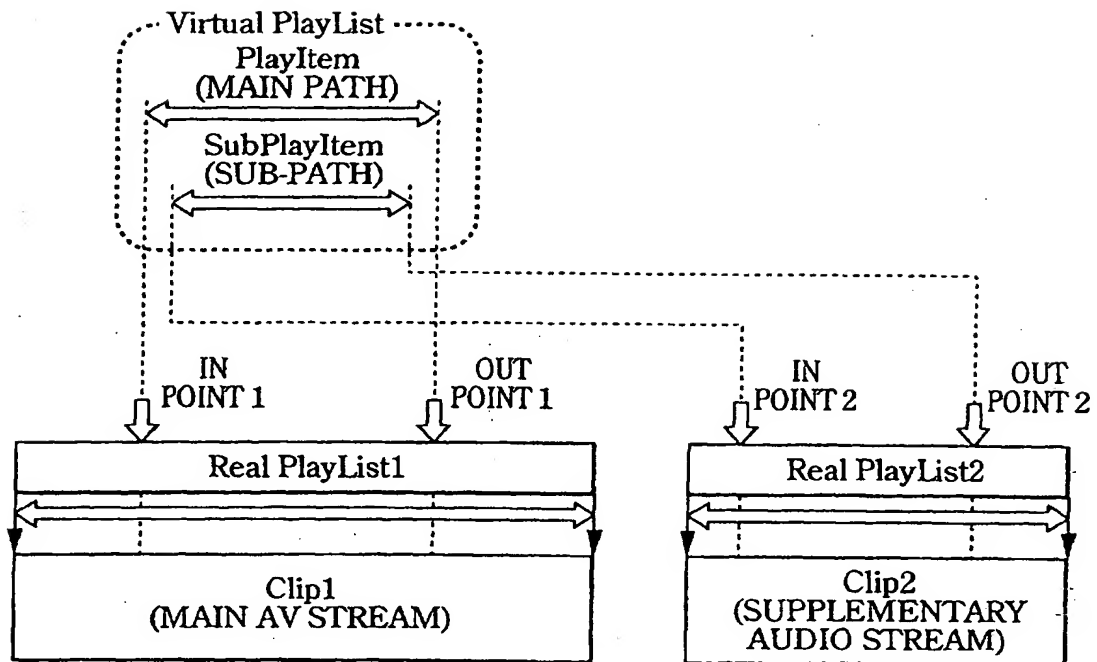 Virtual PlayList
PlayItem
(MAIN PATH)
SubPlayItem
(SUB-PATH)
IN
POINT 1
OUT
POINT 1
IN
POINT 2
OUT
POINT 2
Real PlayList1
Real PlayList2
Clip1
(MAIN AV STREAM)
Clip2
(SUPPLEMENTARY
AUDIO STREAM)